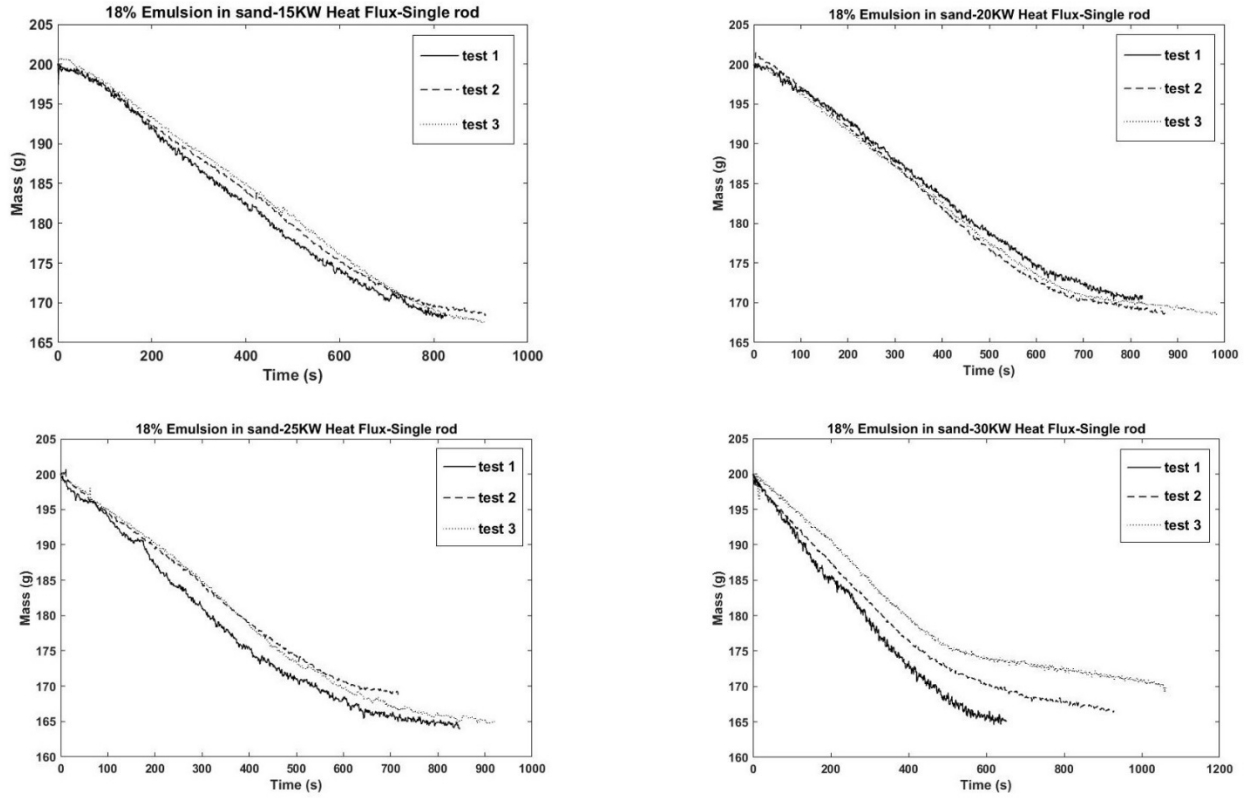 18% Emulsion in sand-15KW Heat Flux-Single rod
205
200
195
190
185
180
175
170
165
Mass (g)
0 200 400 600 800 1000
Time (s)
test 1
test 2
test 3
18% Emulsion in sand-20KW Heat Flux-Single rod
205
200
195
190
185
180
175
170
165
Mass (g)
0 100 200 300 400 500 600 700 800 900 1000
Time (s)
test 1
test 2
test 3
18% Emulsion in sand-25KW Heat Flux-Single rod
205
200
195
190
185
180
175
170
165
160
Mass (g)
0 100 200 300 400 500 600 700 800 900 1000
Time (s)
test 1
test 2
test 3
18% Emulsion in sand-30KW Heat Flux-Single rod
205
200
195
190
185
180
175
170
165
160
Mass (g)
0 200 400 600 800 1000 1200
Time (s)
test 1
test 2
test 3